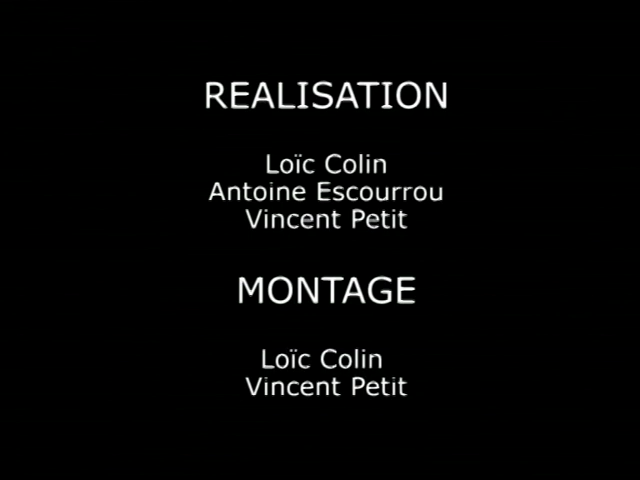 REALISATION
Loïc Colin
Antoine Escourrou
Vincent Petit
MONTAGE
Loïc Colin
Vincent Petit